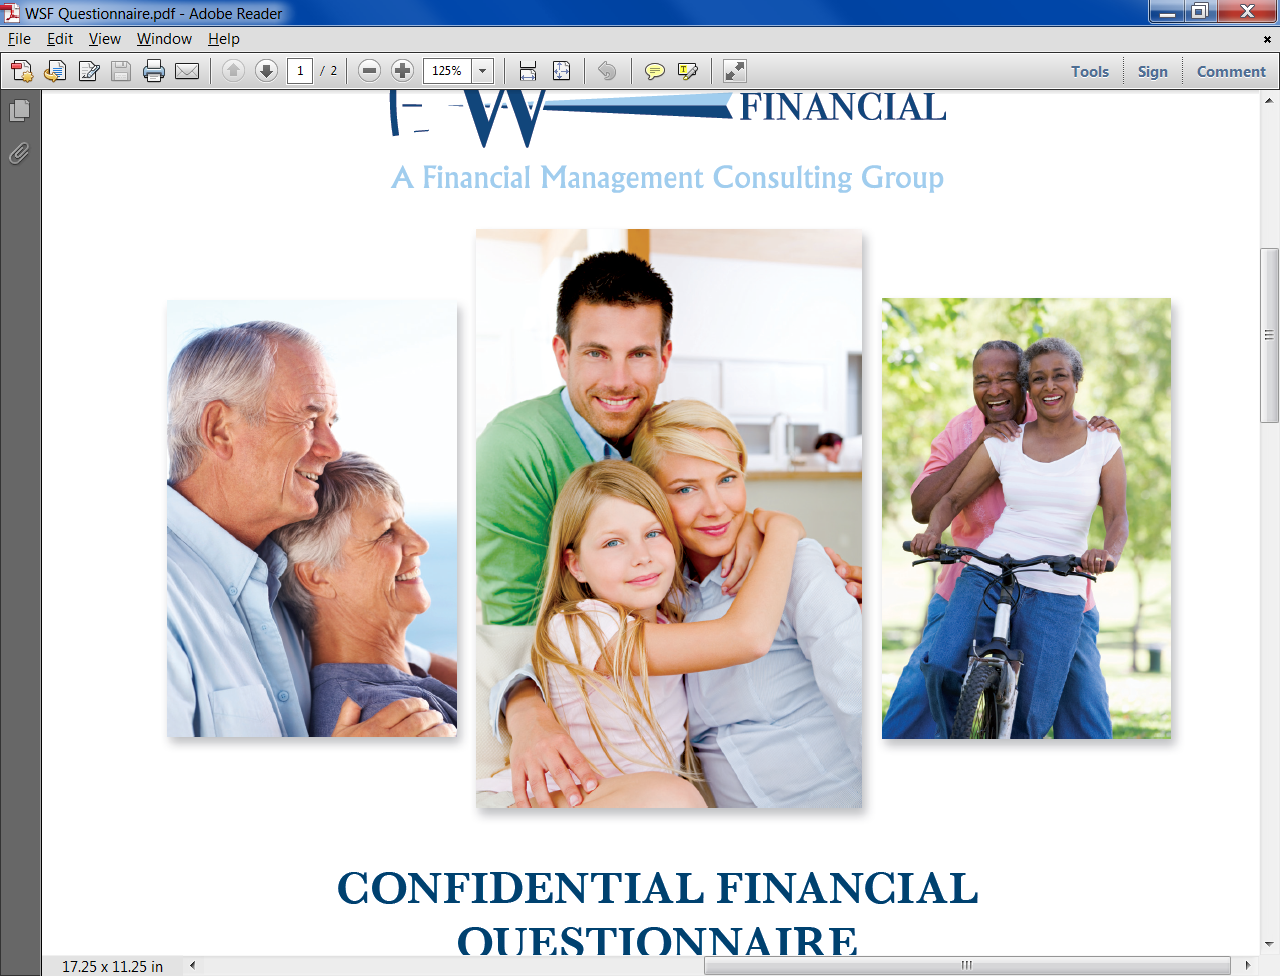 WSF Questionnaire.pdf - Adobe Reader
File Edit View Window Help
1 / 2 125% Tools Sign Comment
W FINANCIAL
A Financial Management Consulting Group
CONFIDENTIAL FINANCIAL
QUESTIONNAIRE
17.25 x 11.25 in